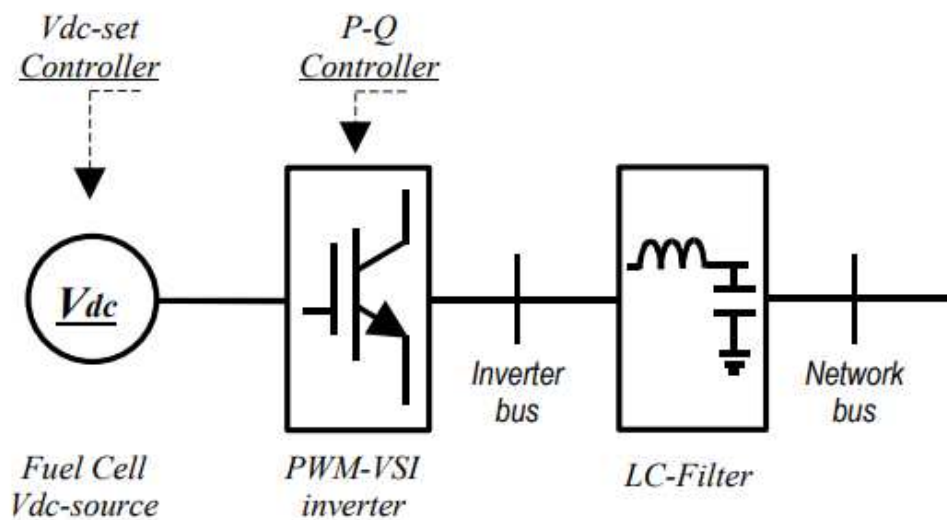 Vdc-set
Controller
P-Q
Controller
Vdc
Inverter
bus
Network
bus
Fuel Cell
Vdc-source
PWM-VSI
inverter
LC-Filter